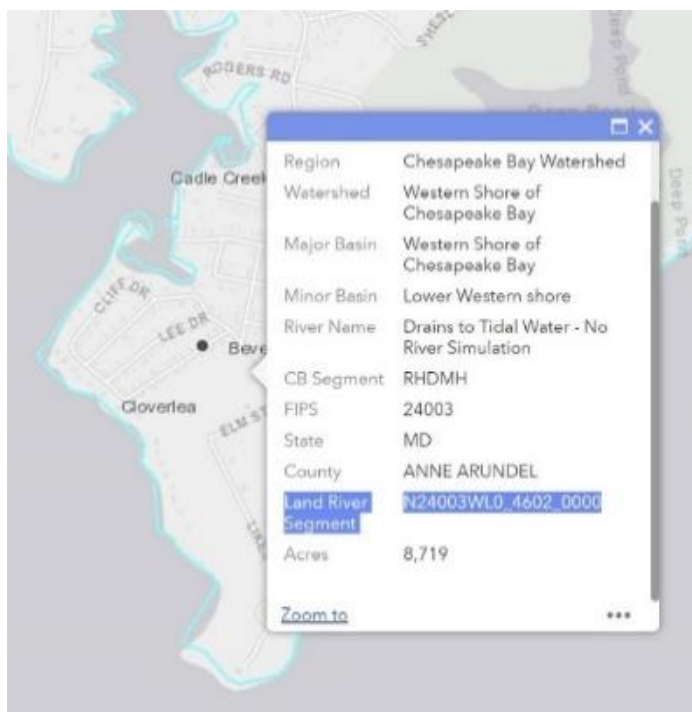 ROGERS RD
Deep Pond
Cadle Creek
Deep Pond
CLIFF DR
LEE DR
Beve
Cloverlea
ELM ST
Region Chesapeake Bay Watershed
Watershed Western Shore of
Chesapeake Bay
Major Basin Western Shore of
Chesapeake Bay
Minor Basin Lower Western shore
River Name Drains to Tidal Water - No
River Simulation
CB Segment RHDMH
FIPS 24003
State MD
County ANNE ARUNDEL
Land River N24003WL0_4602_0000
Segment
Acres 8,719
Zoom to